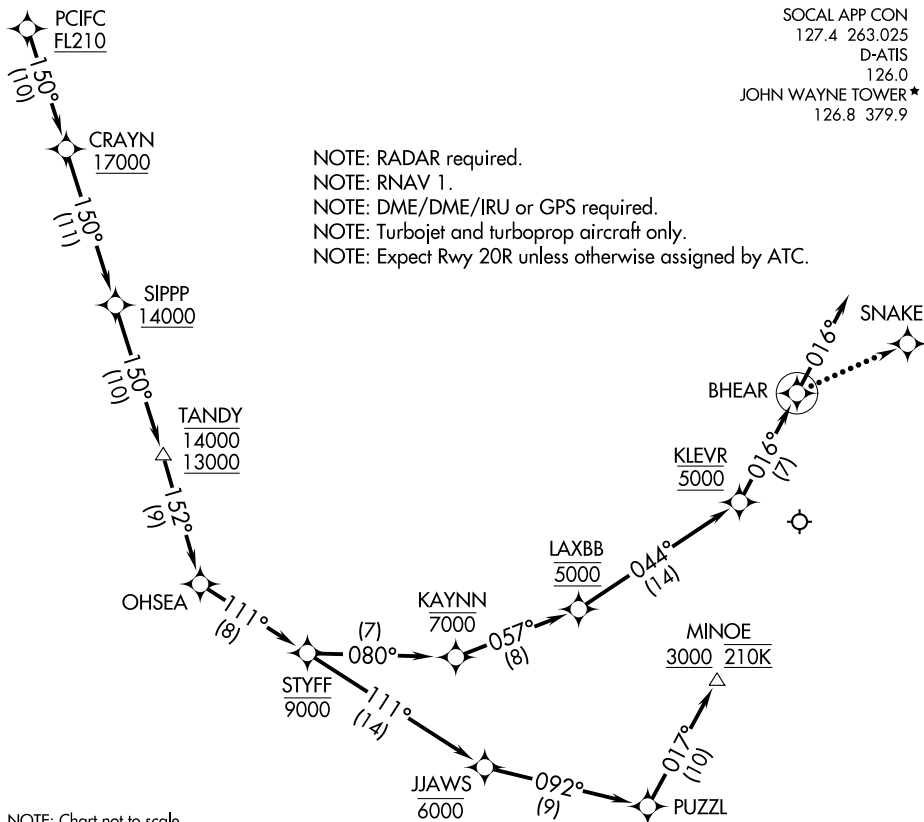 PCIFC
FL210
SOCAL APP CON
127.4 263.025
D-ATIS
126.0
JOHN WAYNE TOWER★
126.8 379.9
150°
(10)
CRAYN
17000
NOTE: RADAR required.
NOTE: RNAV 1.
NOTE: DME/DME/IRU or GPS required.
NOTE: Turbojet and turboprop aircraft only.
NOTE: Expect Rwy 20R unless otherwise assigned by ATC.
150°
(11)
SIPPP
14000
150°
(10)
TANDY
14000
13000
152°
(9)
OHSEA
111°
(8)
STYFF
9000
(7)
080°
KAYNN
7000
057°
(8)
LAXBB
5000
044°
(14)
KLEVR
5000
016°
(7)
BHEAR
016°
SNAKE
111°
(14)
JJAWS
6000
092°
(9)
PUZZL
017°
(10)
MINOE
3000 210K
NOTE: Chart not to scale